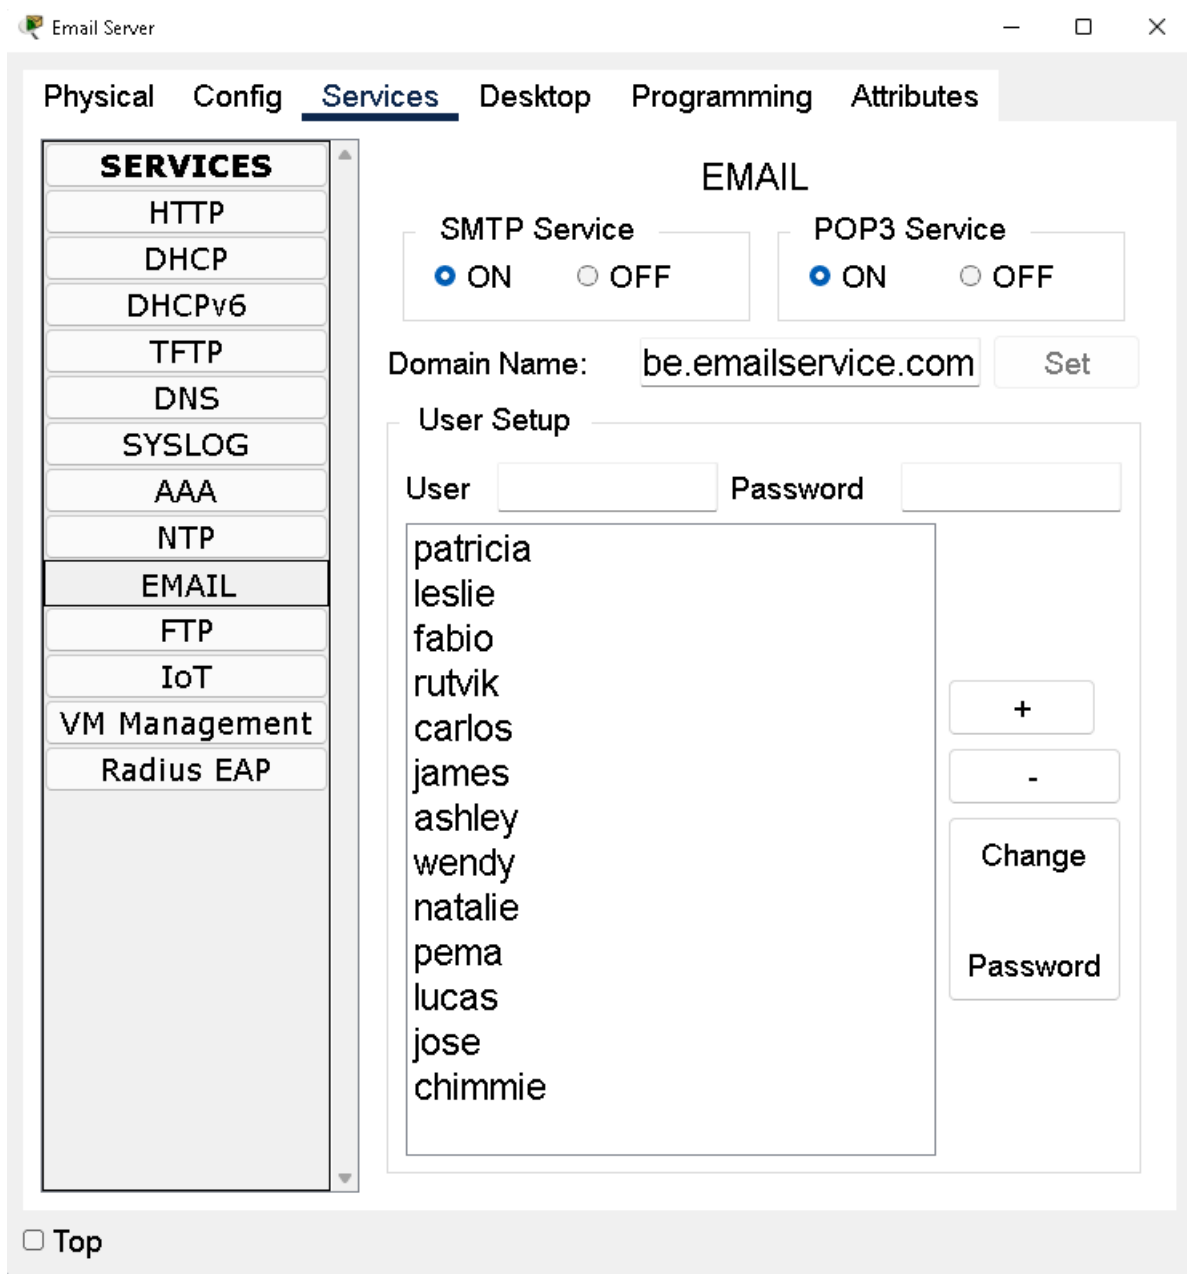 Email Server
Physical Config Services Desktop Programming Attributes
SERVICES
HTTP
DHCP
DHCPv6
TFTP
DNS
SYSLOG
AAA
NTP
EMAIL
FTP
IoT
VM Management
Radius EAP
EMAIL
SMTP Service
ON OFF
POP3 Service
ON OFF
Domain Name: be.emailservice.com Set
User Setup
User Password
patricia
leslie
fabio
rutvik
carlos
james
ashley
wendy
natalie
pema
lucas
jose
chimmie
+
-
Change
Password
Top